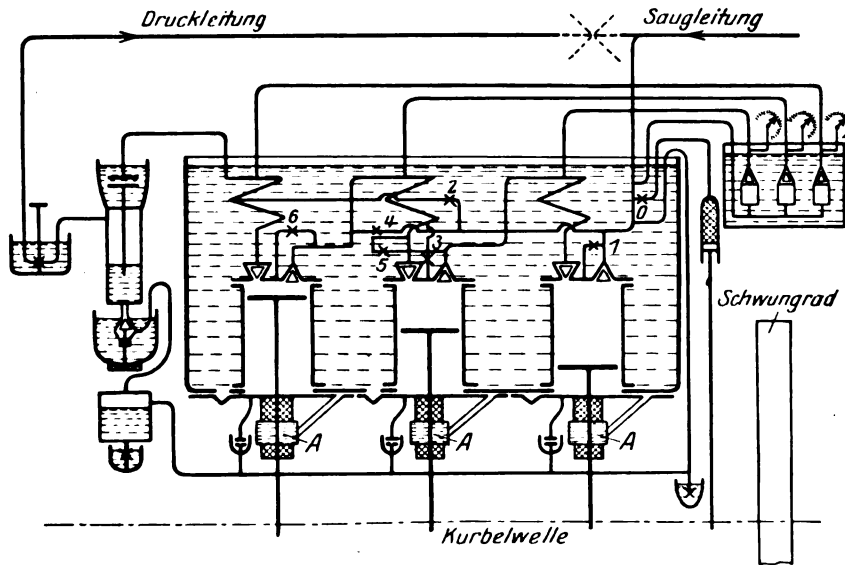 Druckleitung
Saugleitung
2
0
6
4
3
5
1
Schwungrad
A
A
A
Kurbelwelle